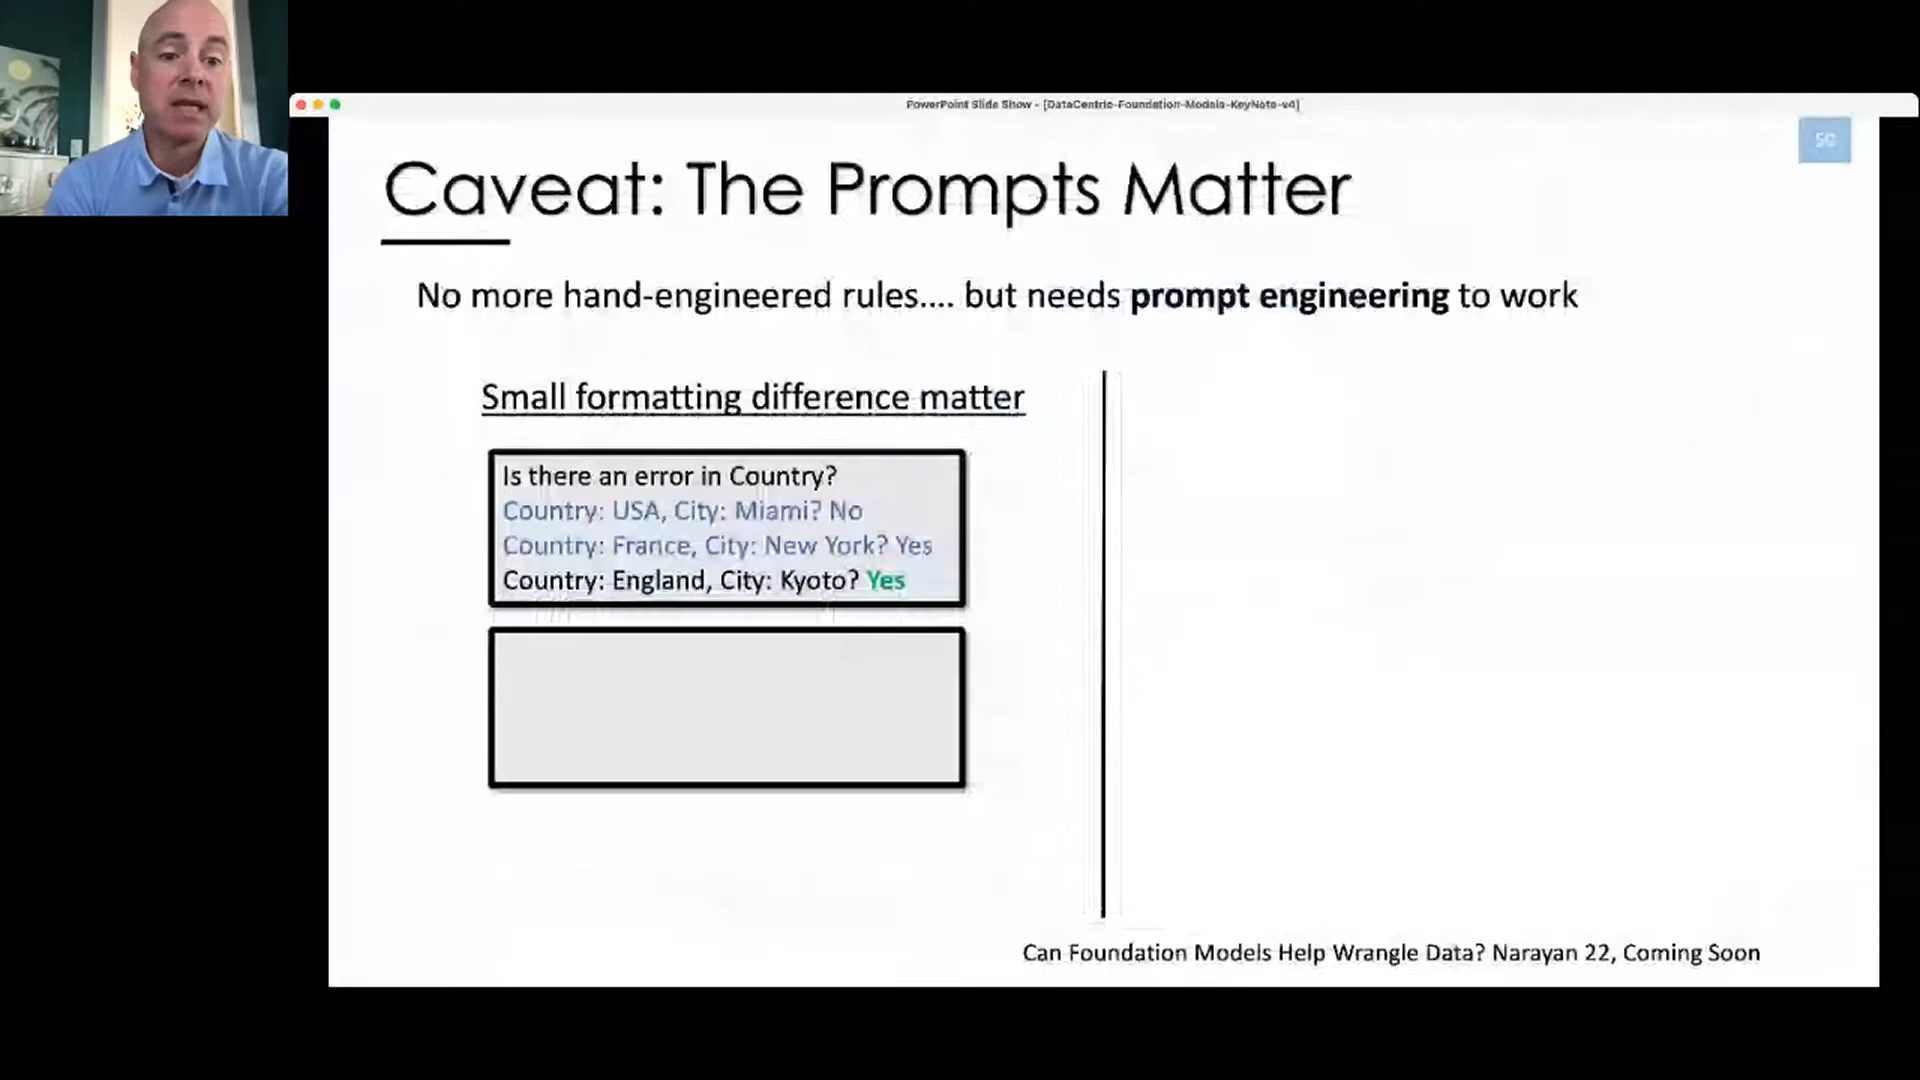 PowerPoint Slide Show - [DataCentric-Foundation-Models-KeyNote-v4]
50
Caveat: The Prompts Matter
No more hand-engineered rules.... but needs prompt engineering to work
Small formatting difference matter
Is there an error in Country?
Country: USA, City: Miami? No
Country: France, City: New York? Yes
Country: England, City: Kyoto? Yes
Can Foundation Models Help Wrangle Data? Narayan 22, Coming Soon